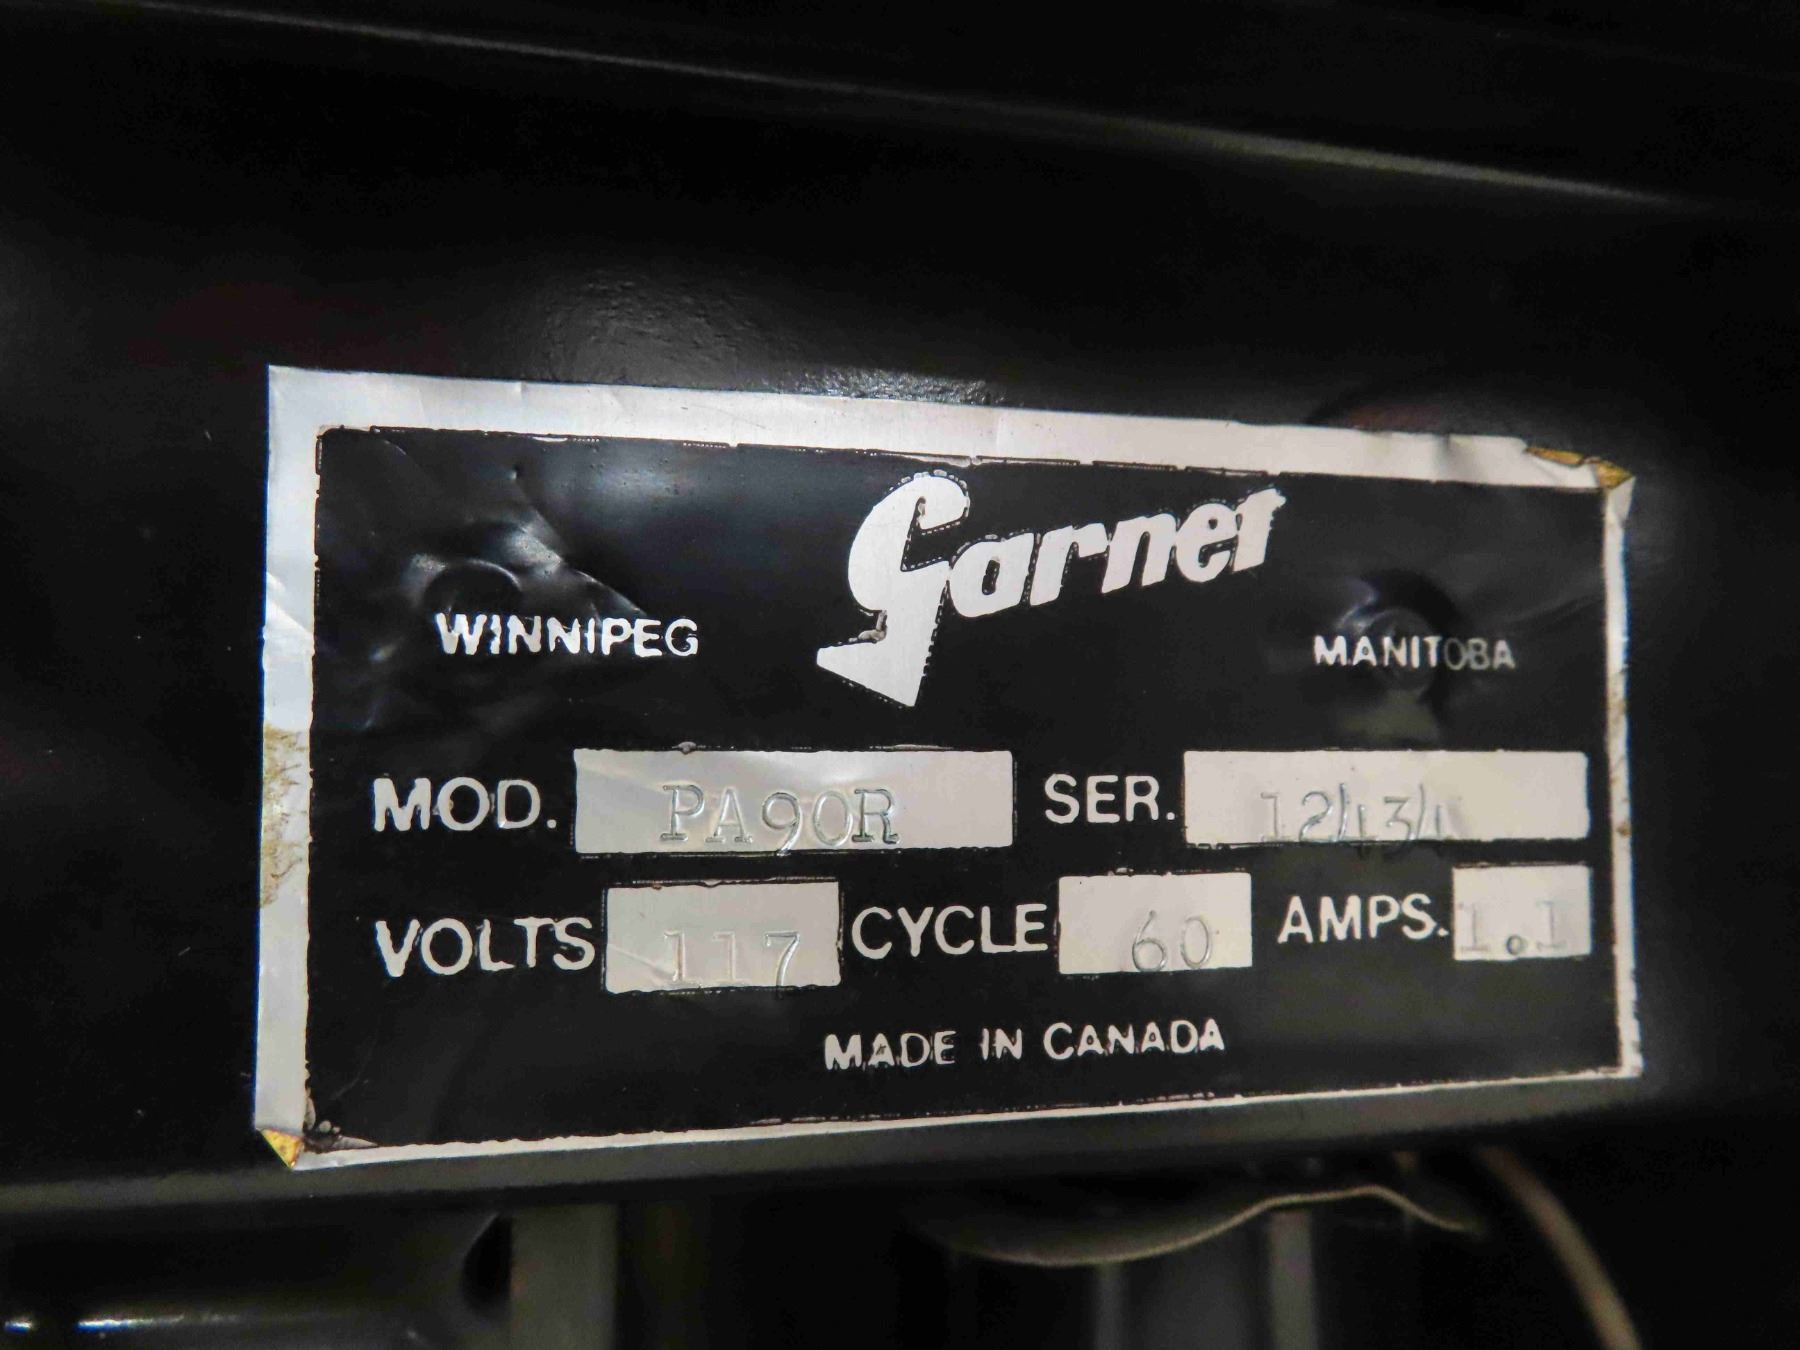 Garnet
WINNIPEG MANITOBA
MOD. PA90R SER. 12434
VOLTS 117 CYCLE 60 AMPS. 1.1
MADE IN CANADA